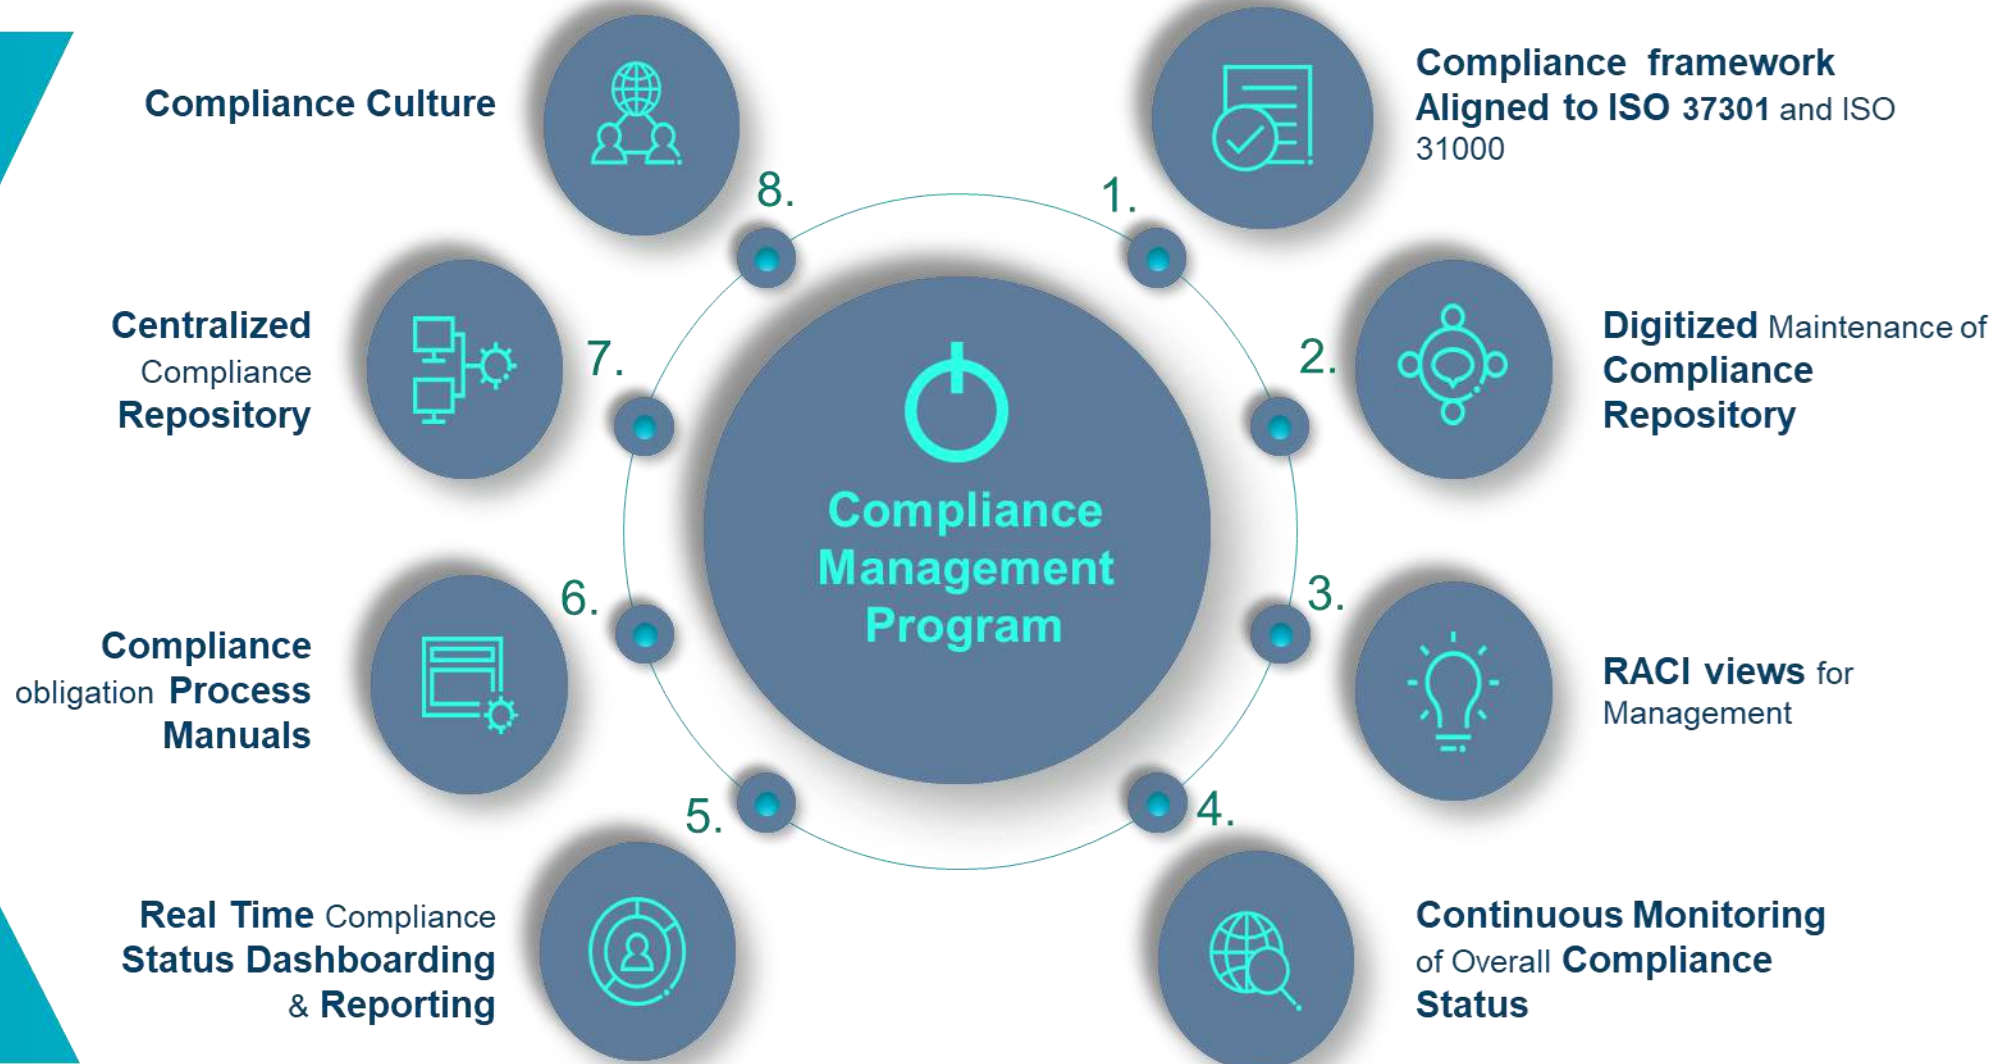 Compliance Management Program
1.
Compliance framework
Aligned to ISO 37301 and ISO
31000
2.
Digitized Maintenance of
Compliance
Repository
3.
RACI views for
Management
4.
Continuous Monitoring
of Overall Compliance
Status
5.
Real Time Compliance
Status Dashboarding
& Reporting
6.
Compliance
obligation Process
Manuals
7.
Centralized
Compliance
Repository
8.
Compliance Culture